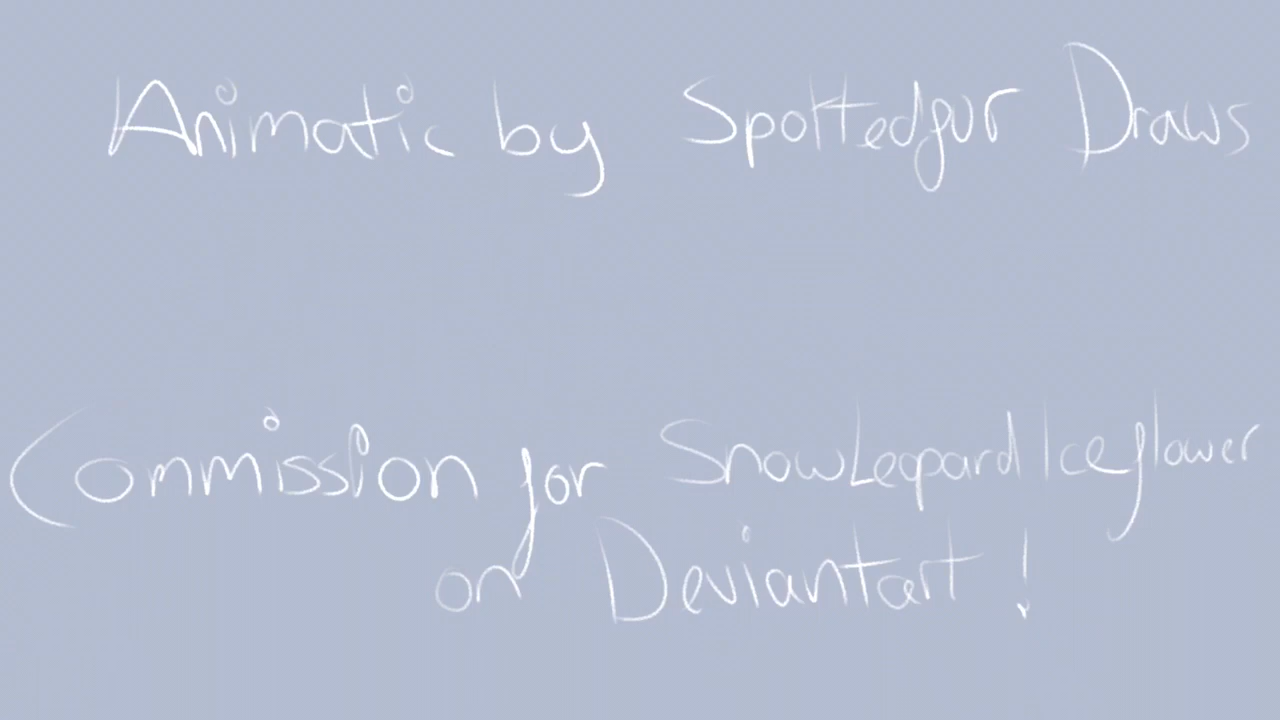 Animatic by Spottedfur Draws
Commission for SnowLeopardIceflower
on Deviantart!